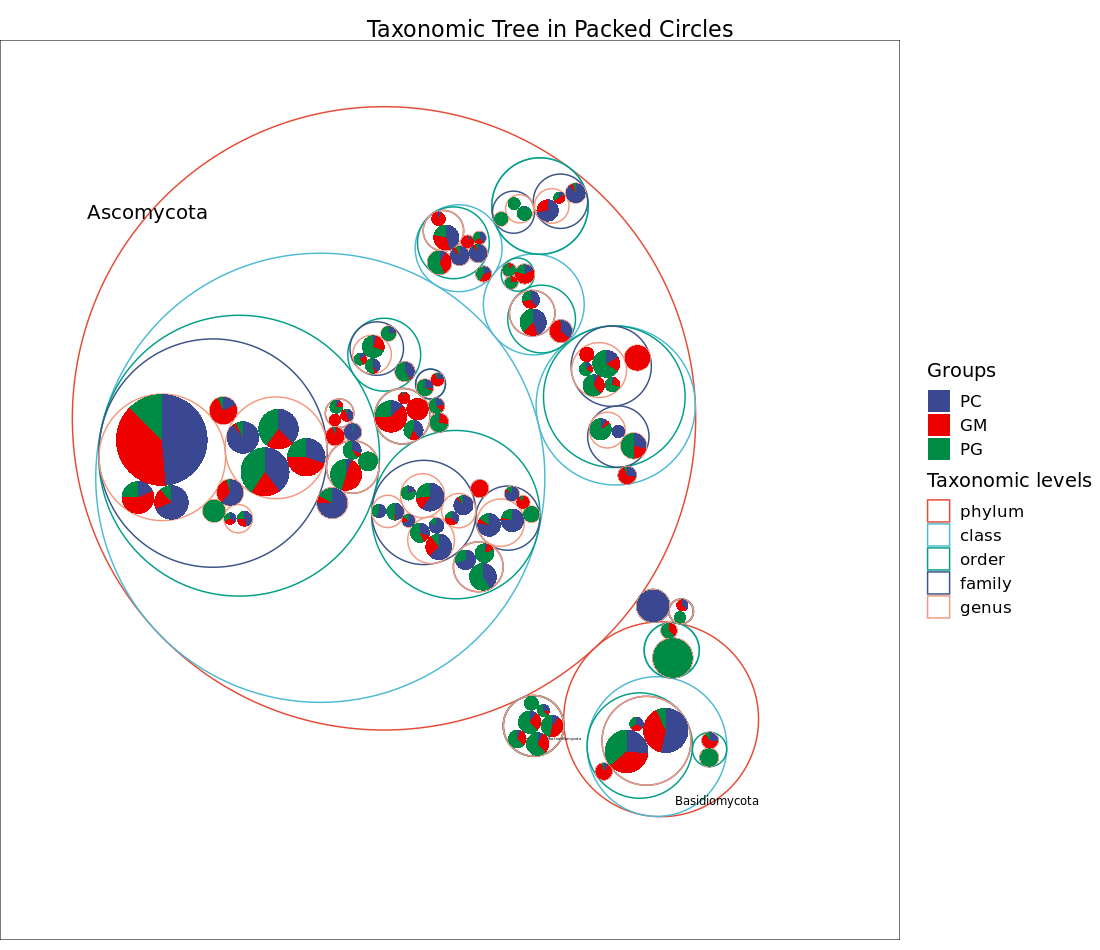 Taxonomic Tree in Packed Circles
Ascomycota
Groups
PC
GM
PG
Taxonomic levels
phylum
class
order
family
genus
Basidiomycota